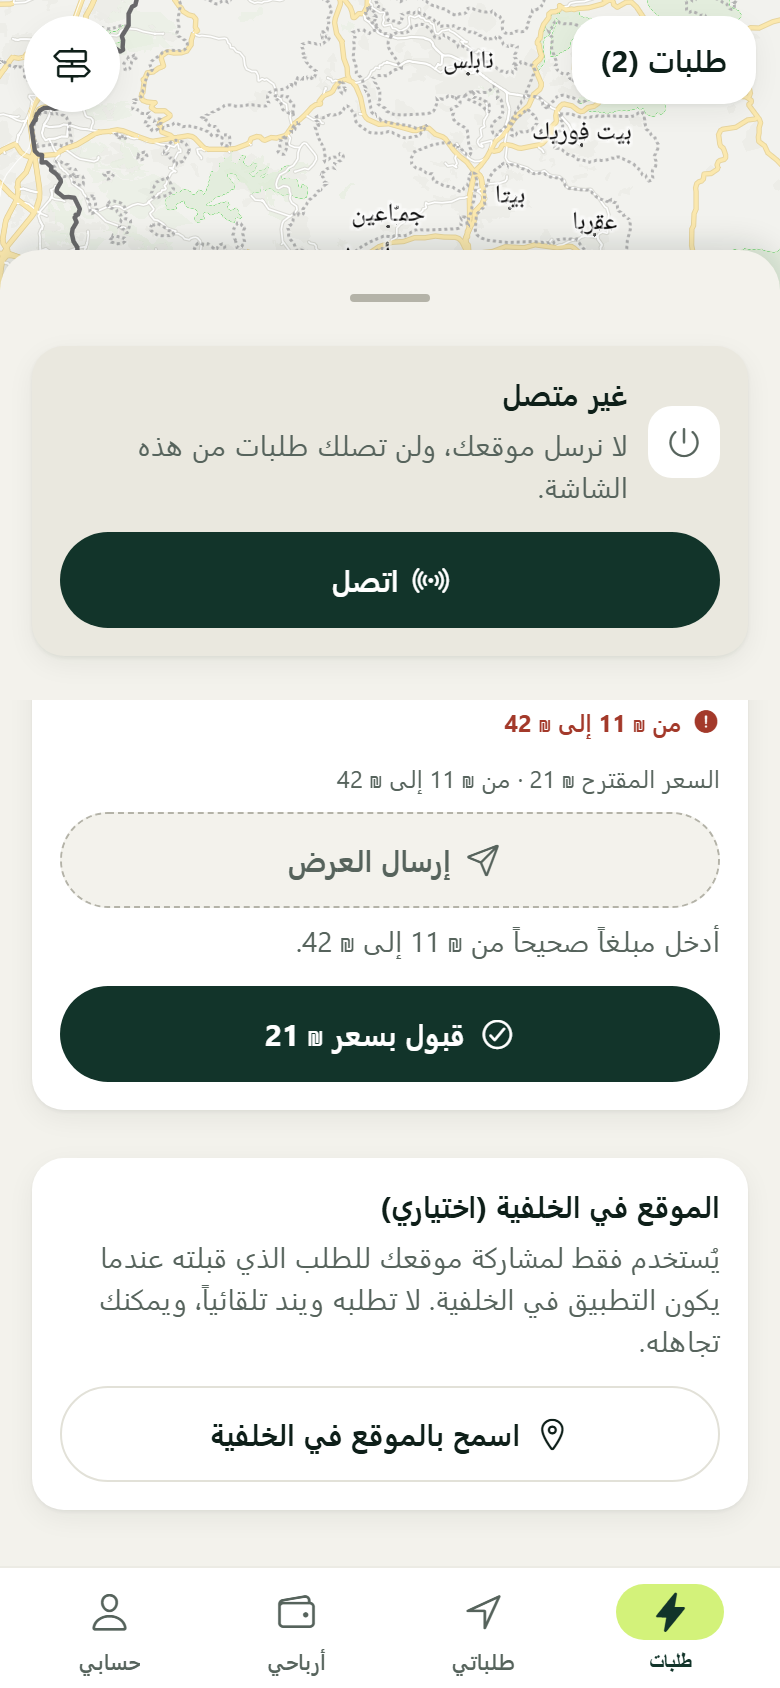 طلبات (2)
نابلس
بيت فوريك
بيتا
جمّاعين
عقربا
غير متصل
لا نرسل موقعك، ولن تصلك طلبات من هذه
الشاشة.
اتصل
من ₪ 11 إلى ₪ 42
السعر المقترح ₪ 21 · من ₪ 11 إلى ₪ 42
إرسال العرض
أدخل مبلغاً صحيحاً من ₪ 11 إلى ₪ 42.
قبول بسعر ₪ 21
الموقع في الخلفية (اختياري)
يُستخدم فقط لمشاركة موقعك للطلب الذي قبلته عندما
يكون التطبيق في الخلفية. لا تطلبه ويند تلقائياً، ويمكنك
تجاهله.
اسمح بالموقع في الخلفية
طلبات
طلباتي
أرباحي
حسابي